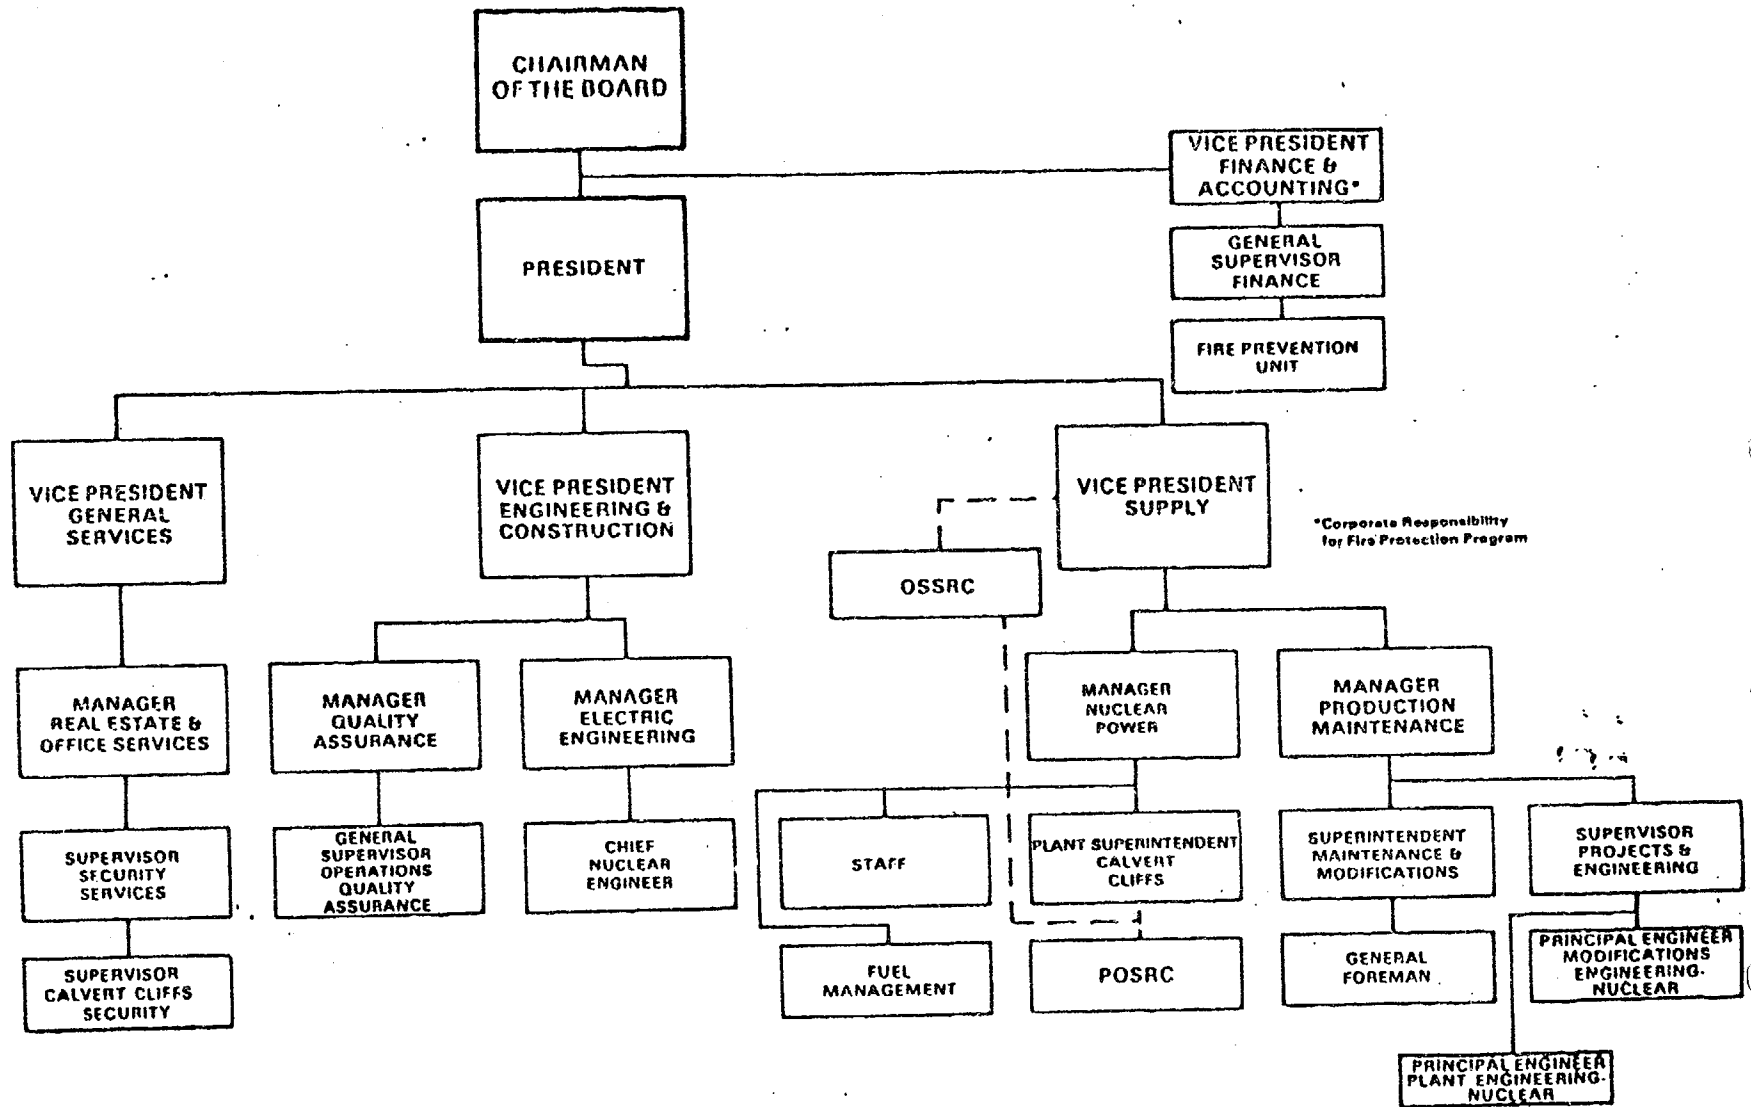 CHAIRMAN
OF THE BOARD
VICE PRESIDENT
FINANCE &
ACCOUNTING*
PRESIDENT
GENERAL
SUPERVISOR
FINANCE
FIRE PREVENTION
UNIT
VICE PRESIDENT
GENERAL
SERVICES
VICE PRESIDENT
ENGINEERING &
CONSTRUCTION
VICE PRESIDENT
SUPPLY
*Corporate Responsibility
for Fire Protection Program
OSSRC
MANAGER
REAL ESTATE &
OFFICE SERVICES
MANAGER
QUALITY
ASSURANCE
MANAGER
ELECTRIC
ENGINEERING
MANAGER
NUCLEAR
POWER
MANAGER
PRODUCTION
MAINTENANCE
SUPERVISOR
SECURITY
SERVICES
GENERAL
SUPERVISOR
OPERATIONS
QUALITY
ASSURANCE
CHIEF
NUCLEAR
ENGINEER
STAFF
PLANT SUPERINTENDENT
CALVERT
CLIFFS
SUPERINTENDENT
MAINTENANCE &
MODIFICATIONS
SUPERVISOR
PROJECTS &
ENGINEERING
SUPERVISOR
CALVERT CLIFFS
SECURITY
FUEL
MANAGEMENT
POSRC
GENERAL
FOREMAN
PRINCIPAL ENGINEER
MODIFICATIONS
ENGINEERING-
NUCLEAR
PRINCIPAL ENGINEER
PLANT ENGINEERING-
NUCLEAR